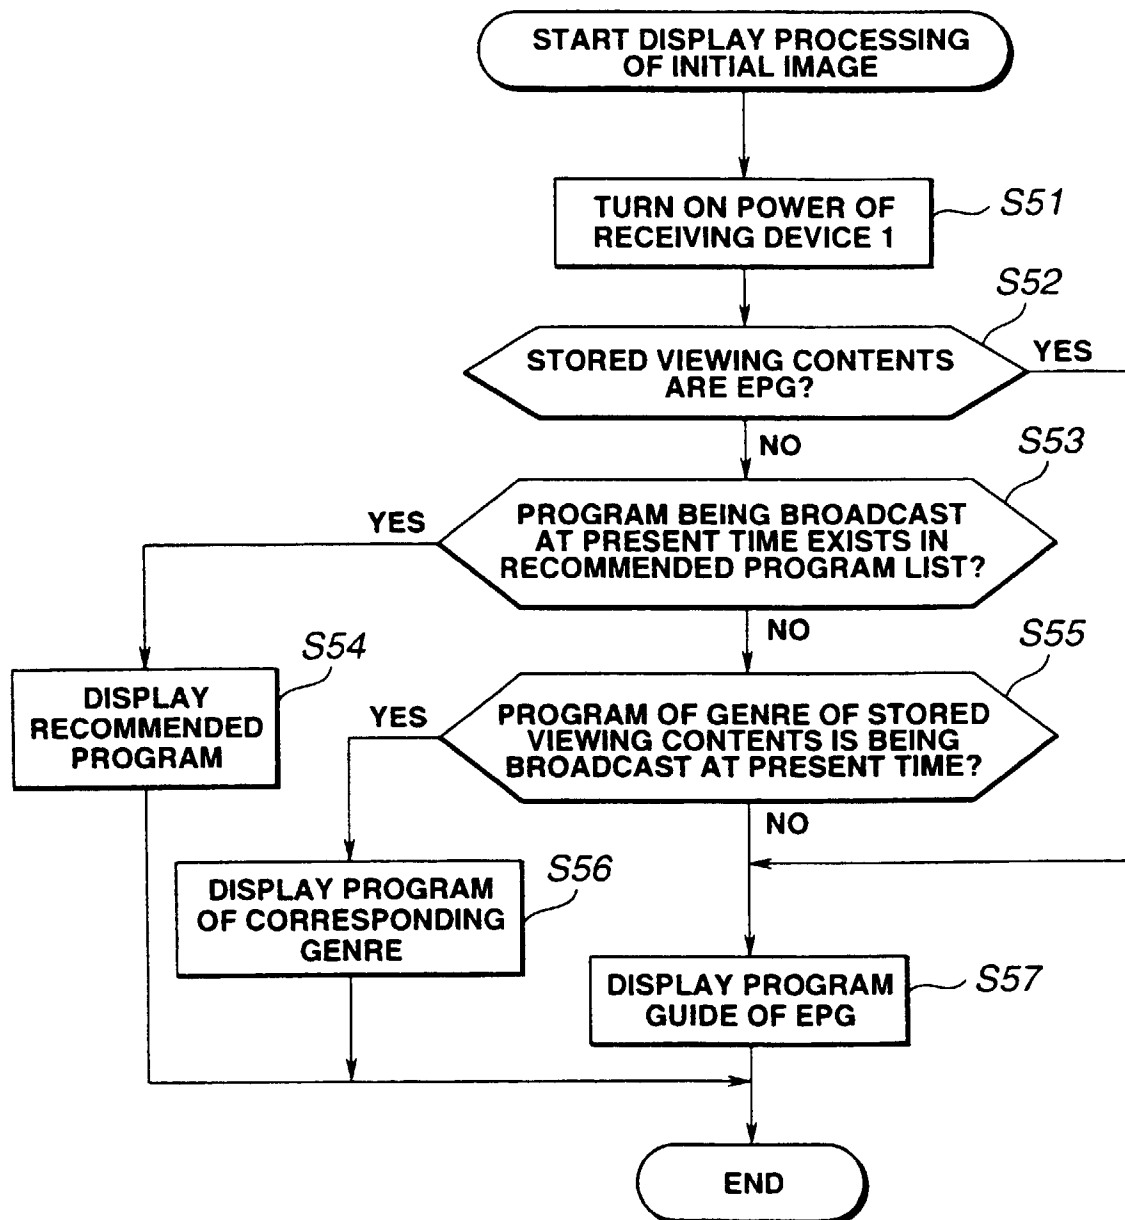 START DISPLAY PROCESSING
OF INITIAL IMAGE
TURN ON POWER OF
RECEIVING DEVICE 1
S51
S52
STORED VIEWING CONTENTS
ARE EPG?
YES
NO
S53
PROGRAM BEING BROADCAST
AT PRESENT TIME EXISTS IN
RECOMMENDED PROGRAM LIST?
YES
NO
S54
DISPLAY
RECOMMENDED
PROGRAM
S55
PROGRAM OF GENRE OF STORED
VIEWING CONTENTS IS BEING
BROADCAST AT PRESENT TIME?
YES
NO
S56
DISPLAY PROGRAM
OF CORRESPONDING
GENRE
S57
DISPLAY PROGRAM
GUIDE OF EPG
END